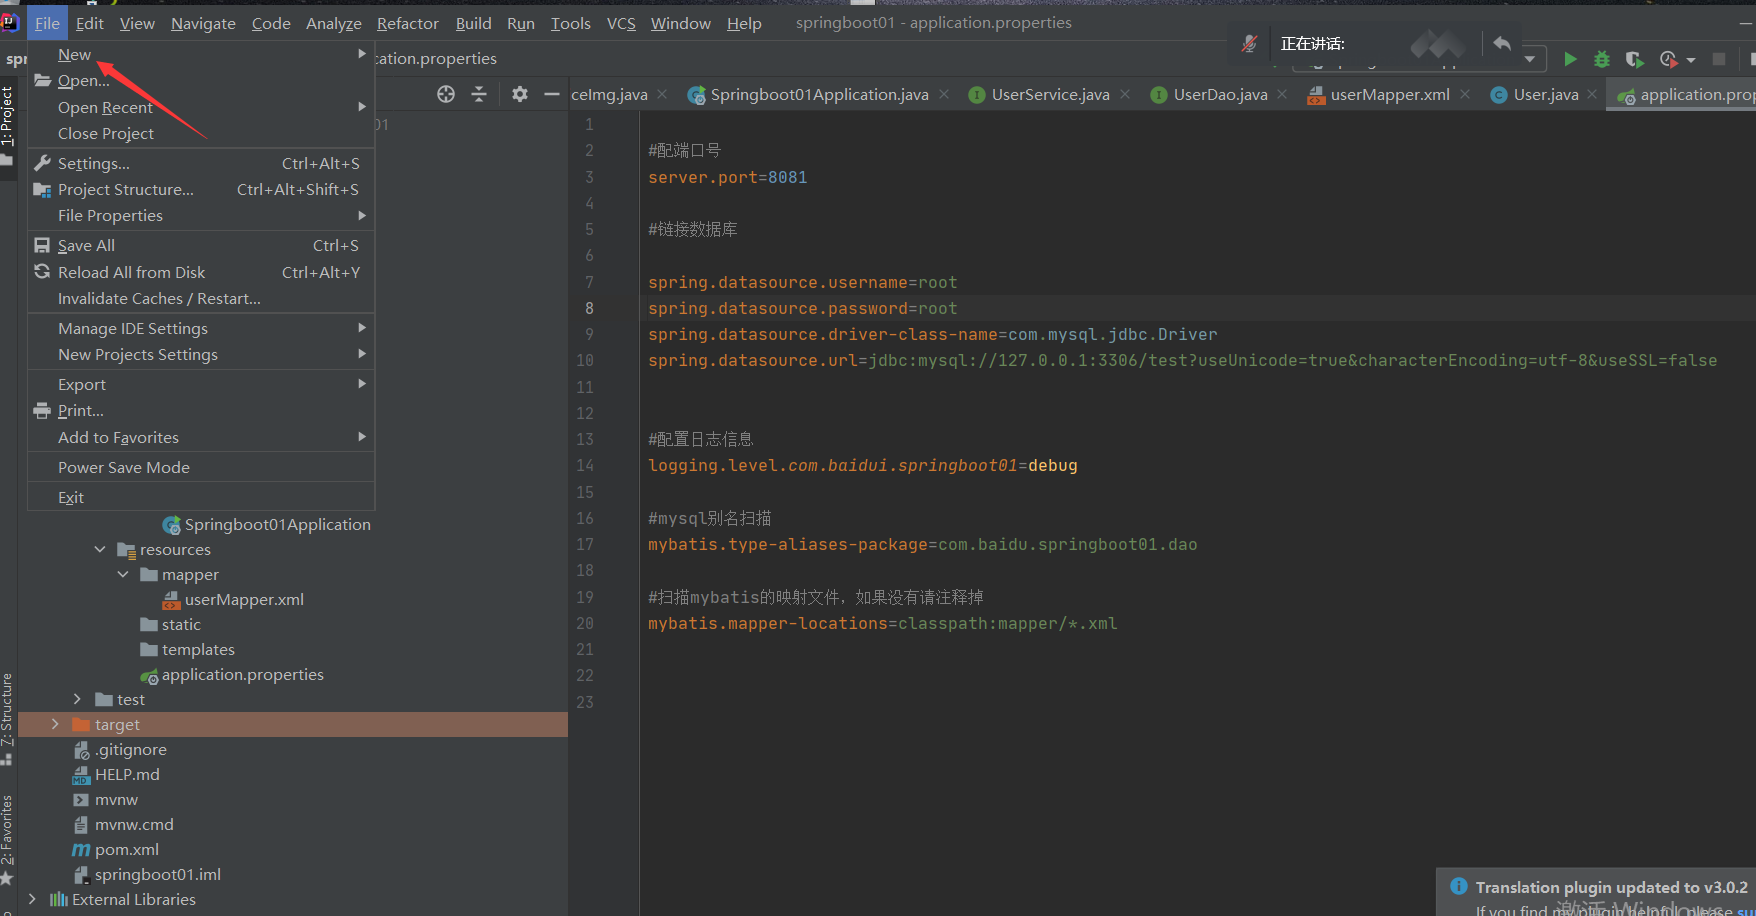 File Edit View Navigate Code Analyze Refactor Build Run Tools VCS Window Help springboot01 - application.properties
正在讲话:
New
Open...
Open Recent
Close Project
Settings... Ctrl+Alt+S
Project Structure... Ctrl+Alt+Shift+S
File Properties
Save All Ctrl+S
Reload All from Disk Ctrl+Alt+Y
Invalidate Caches / Restart...
Manage IDE Settings
New Projects Settings
Export
Print...
Add to Favorites
Power Save Mode
Exit
spr
cation.properties
1: Project
01
Springboot01Application
resources
mapper
userMapper.xml
static
templates
application.properties
test
target
.gitignore
HELP.md
mvnw
mvnw.cmd
pom.xml
springboot01.iml
External Libraries
7: Structure
2: Favorites
ceImg.java Springboot01Application.java UserService.java UserDao.java userMapper.xml User.java application.prop
1
2 #配端口号
3 server.port=8081
4
5 #链接数据库
6
7 spring.datasource.username=root
8 spring.datasource.password=root
9 spring.datasource.driver-class-name=com.mysql.jdbc.Driver
10 spring.datasource.url=jdbc:mysql://127.0.0.1:3306/test?useUnicode=true&characterEncoding=utf-8&useSSL=false
11
12
13 #配置日志信息
14 logging.level.com.baidui.springboot01=debug
15
16 #mysql别名扫描
17 mybatis.type-aliases-package=com.baidu.springboot01.dao
18
19 #扫描mybatis的映射文件，如果没有请注释掉
20 mybatis.mapper-locations=classpath:mapper/*.xml
21
22
23
Translation plugin updated to v3.0.2
If you find my plugin helpful, please su
激活 Windows